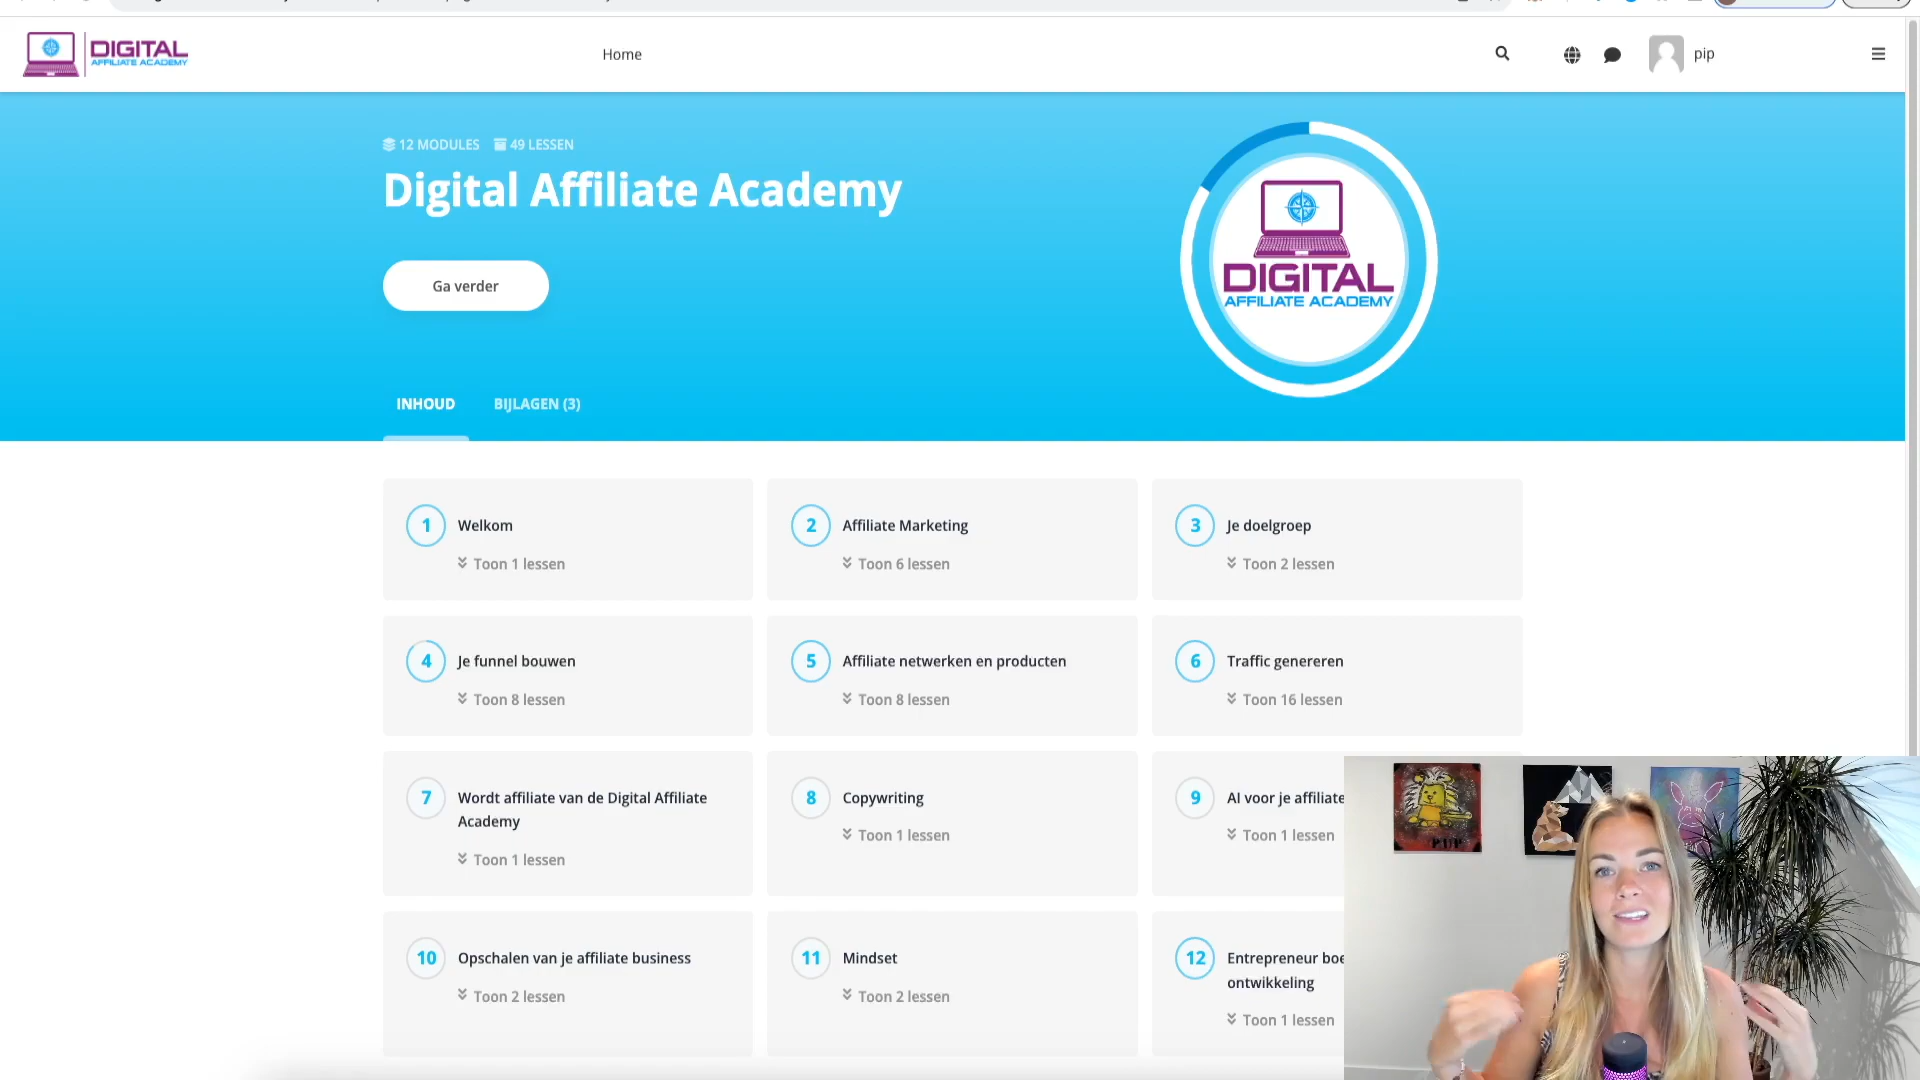 DIGITAL
AFFILIATE ACADEMY
Home
pip
12 MODULES 49 LESSEN
Digital Affiliate Academy
Ga verder
DIGITAL
AFFILIATE ACADEMY
INHOUD BIJLAGEN (3)
1 Welkom
Toon 1 lessen
2 Affiliate Marketing
Toon 6 lessen
3 Je doelgroep
Toon 2 lessen
4 Je funnel bouwen
Toon 8 lessen
5 Affiliate netwerken en producten
Toon 8 lessen
6 Traffic genereren
Toon 16 lessen
7 Wordt affiliate van de Digital Affiliate
Academy
Toon 1 lessen
8 Copywriting
Toon 1 lessen
9 AI voor je affiliate
Toon 1 lessen
10 Opschalen van je affiliate business
Toon 2 lessen
11 Mindset
Toon 2 lessen
12 Entrepreneur
ontwikkeling
Toon 1 lessen